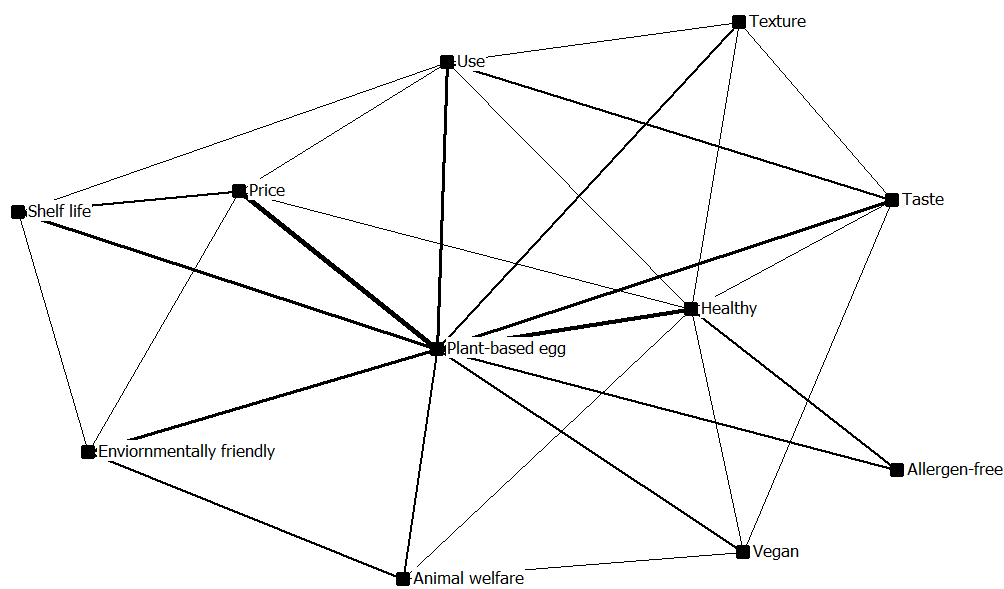 Texture
Use
Price
Shelf life
Taste
Healthy
Plant-based egg
Enviornmentally friendly
Allergen-free
Vegan
Animal welfare